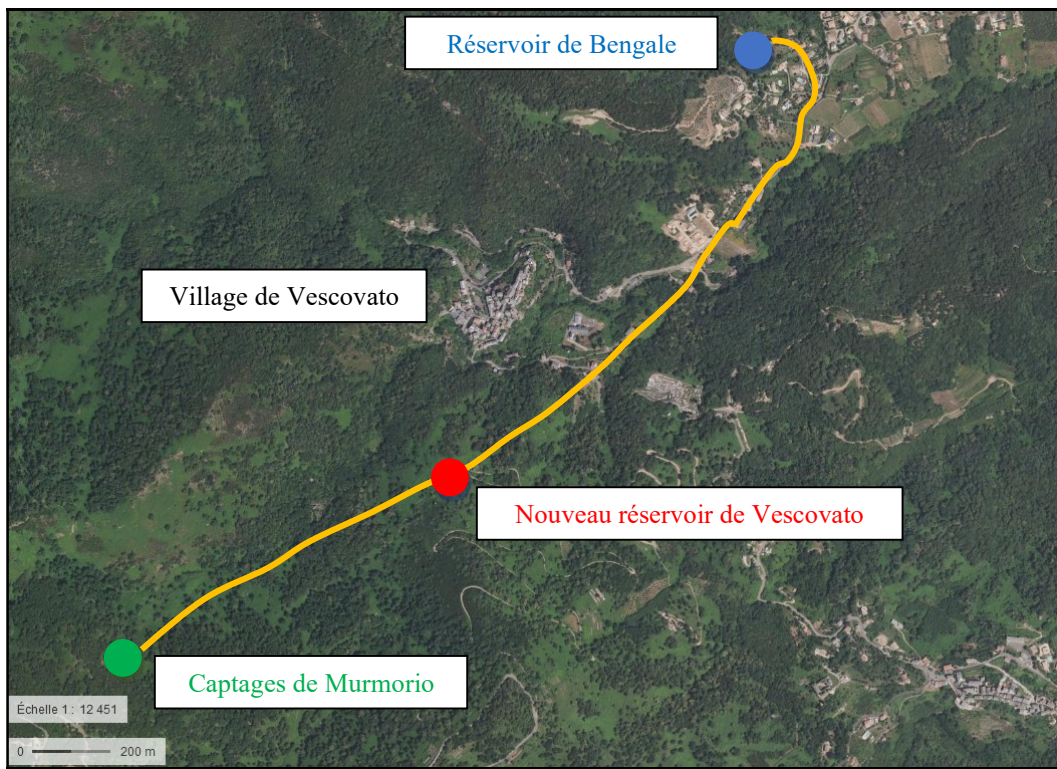 Réservoir de Bengale
Village de Vescovato
Nouveau réservoir de Vescovato
Captages de Murmorio
Échelle 1 : 12 451
0 200 m